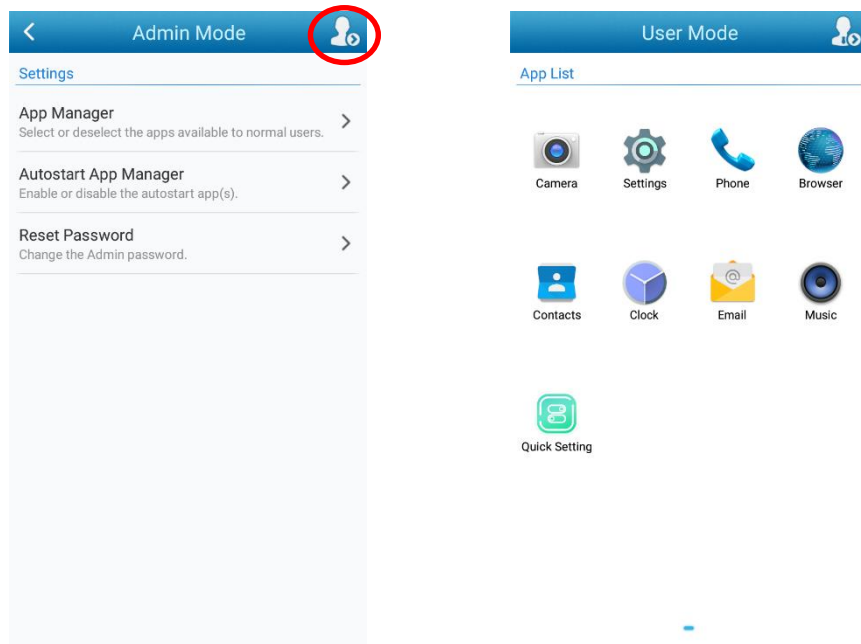 Admin Mode
Settings
App Manager
Select or deselect the apps available to normal users.
Autostart App Manager
Enable or disable the autostart app(s).
Reset Password
Change the Admin password.
User Mode
App List
Camera
Settings
Phone
Browser
Contacts
Clock
Email
Music
Quick Setting